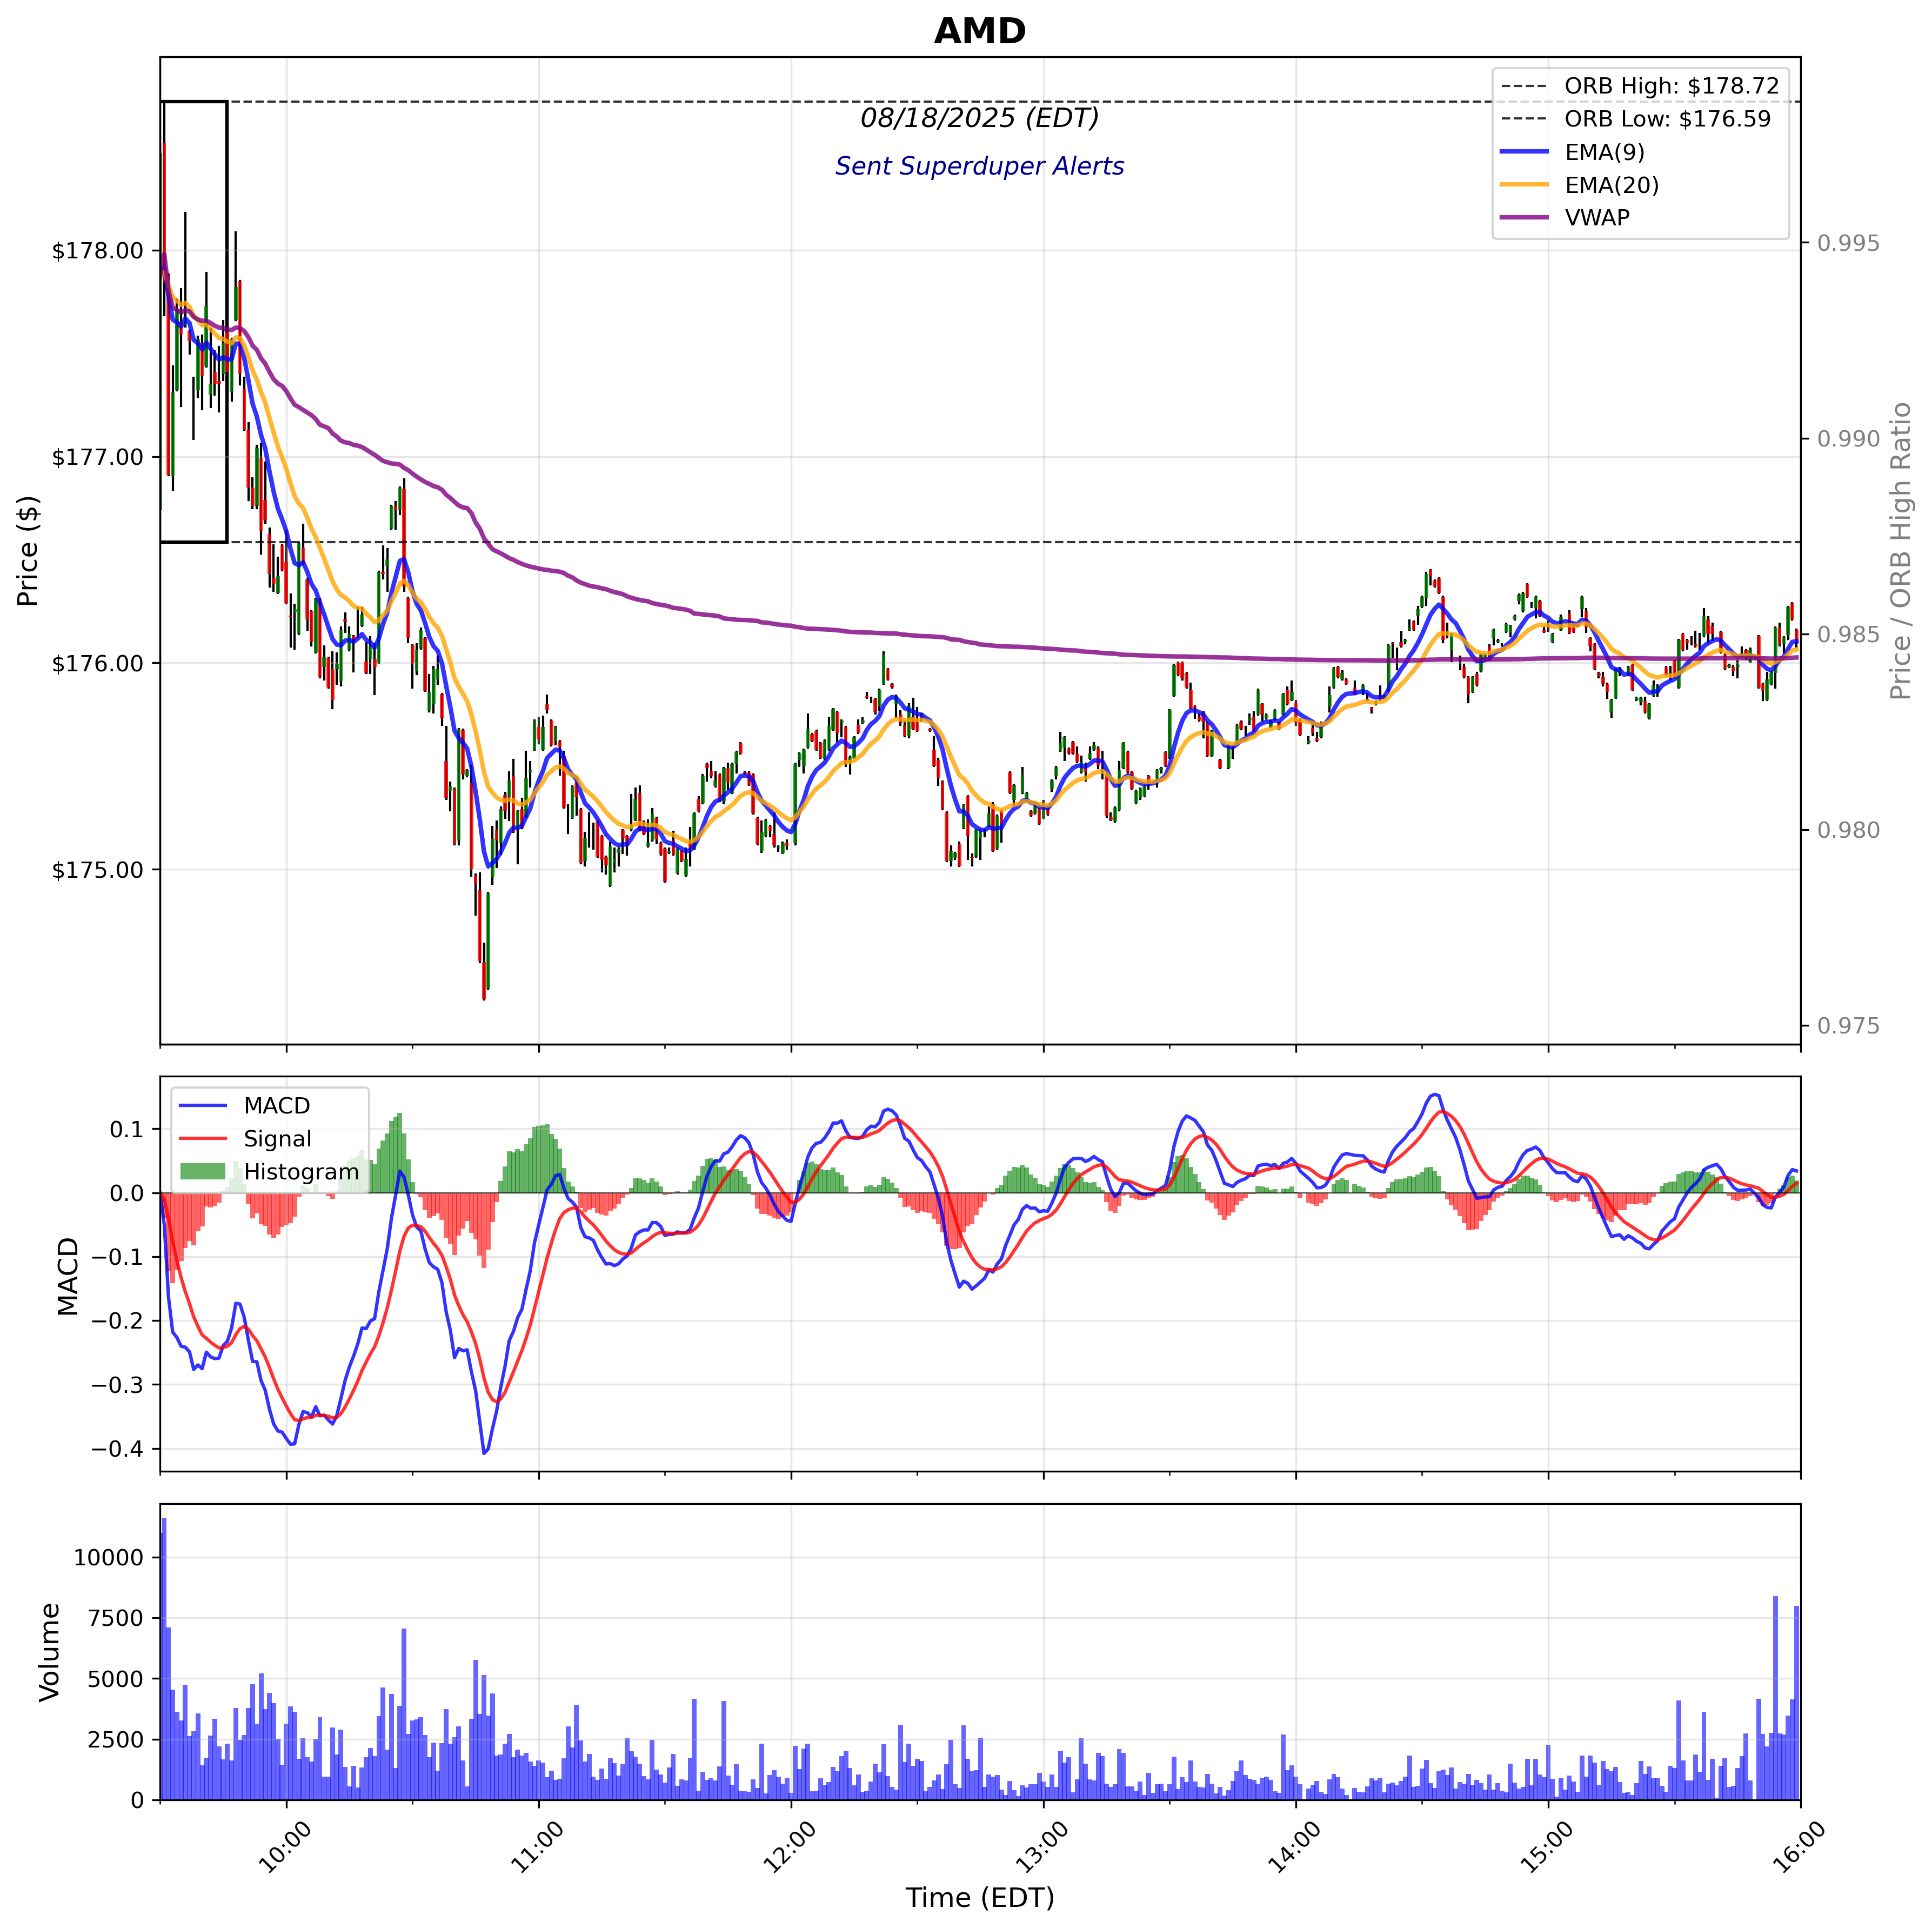 AMD
08/18/2025 (EDT)
Sent Superduper Alerts
ORB High: $178.72
ORB Low: $176.59
EMA(9)
EMA(20)
VWAP
$178.00
$177.00
$176.00
$175.00
Price ($)
0.995
0.990
0.985
0.980
0.975
Price / ORB High Ratio
MACD
Signal
Histogram
0.1
0.0
−0.1
−0.2
−0.3
−0.4
MACD
10000
7500
5000
2500
0
Volume
10:00
11:00
12:00
13:00
14:00
15:00
16:00
Time (EDT)